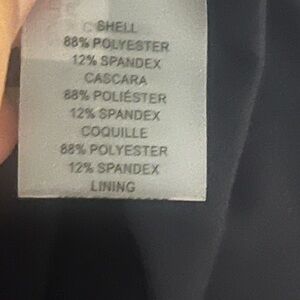 SHELL
88% POLYESTER
12% SPANDEX
CASCARA
88% POLIÉSTER
12% SPANDEX
COQUILLE
88% POLYESTER
12% SPANDEX
LINING